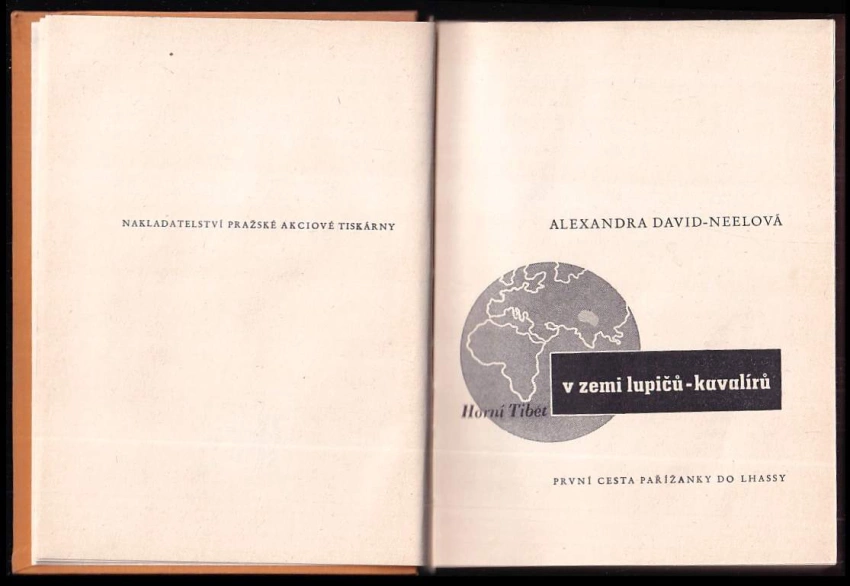 NAKLADATELSTVÍ PRAŽSKÉ AKCIOVÉ TISKÁRNY
ALEXANDRA DAVID-NEELOVÁ
v zemi lupičů-kavalírů
Horní Tibet
PRVNÍ CESTA PAŘÍŽANKY DO LHASSY